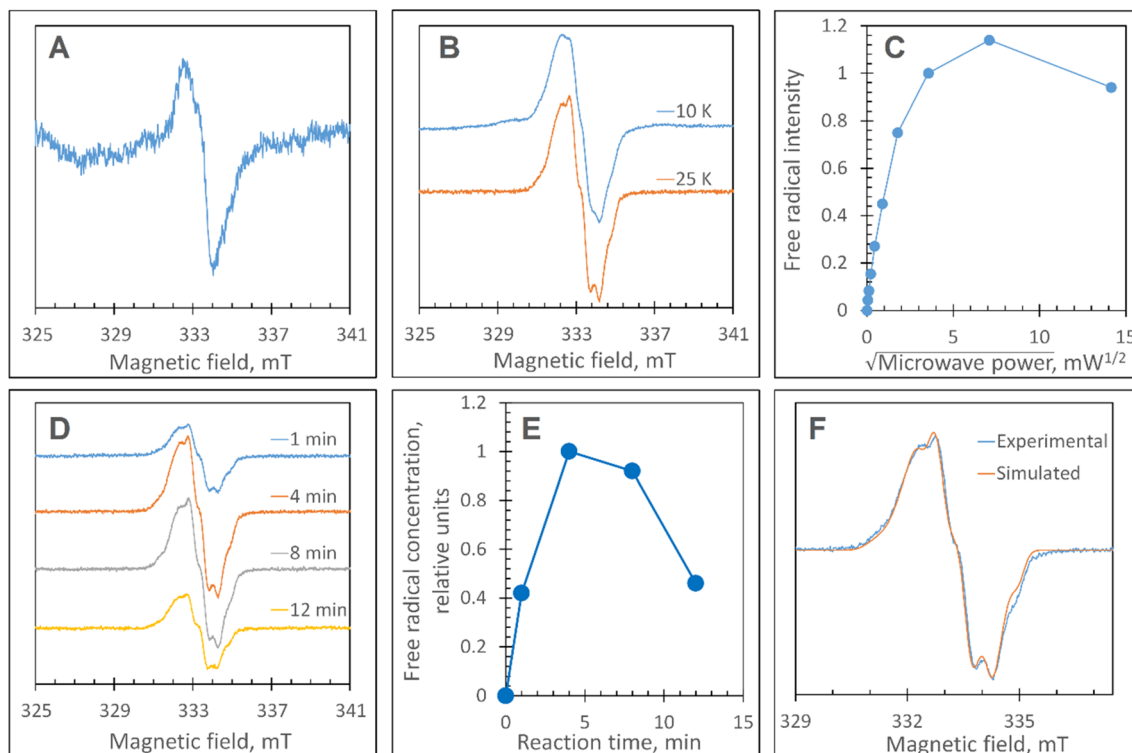 A
325 329 333 337 341
Magnetic field, mT
B
10 K
25 K
325 329 333 337 341
Magnetic field, mT
C
Free radical intensity
1.2
1
0.8
0.6
0.4
0.2
0
0 5 10 15
√Microwave power, mW1/2
D
1 min
4 min
8 min
12 min
325 329 333 337 341
Magnetic field, mT
E
Free radical concentration,
relative units
1.2
1
0.8
0.6
0.4
0.2
0
0 5 10 15
Reaction time, min
F
Experimental
Simulated
329 332 335
Magnetic field, mT